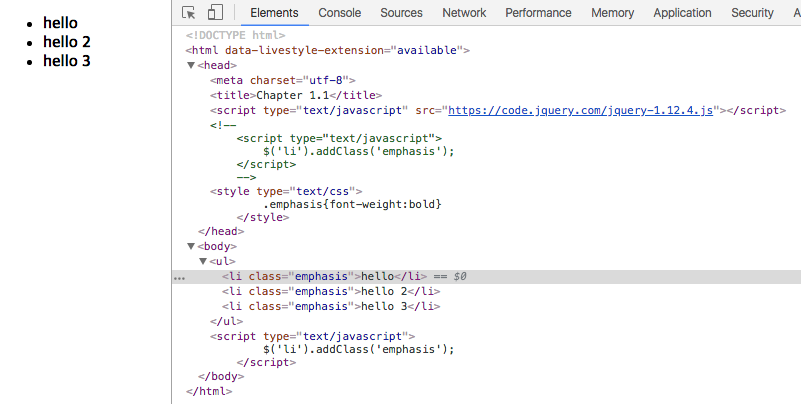 hello
hello 2
hello 3
Elements Console Sources Network Performance Memory Application Security
<!DOCTYPE html>
<html data-livestyle-extension="available">
<head>
<meta charset="utf-8">
<title>Chapter 1.1</title>
<script type="text/javascript" src="https://code.jquery.com/jquery-1.12.4.js"></script>
<!--
<script type="text/javascript">
$('li').addClass('emphasis');
</script>
-->
<style type="text/css">
.emphasis{font-weight:bold}
</style>
</head>
<body>
<ul>
<li class="emphasis">hello</li> == $0
<li class="emphasis">hello 2</li>
<li class="emphasis">hello 3</li>
</ul>
<script type="text/javascript">
$('li').addClass('emphasis');
</script>
</body>
</html>